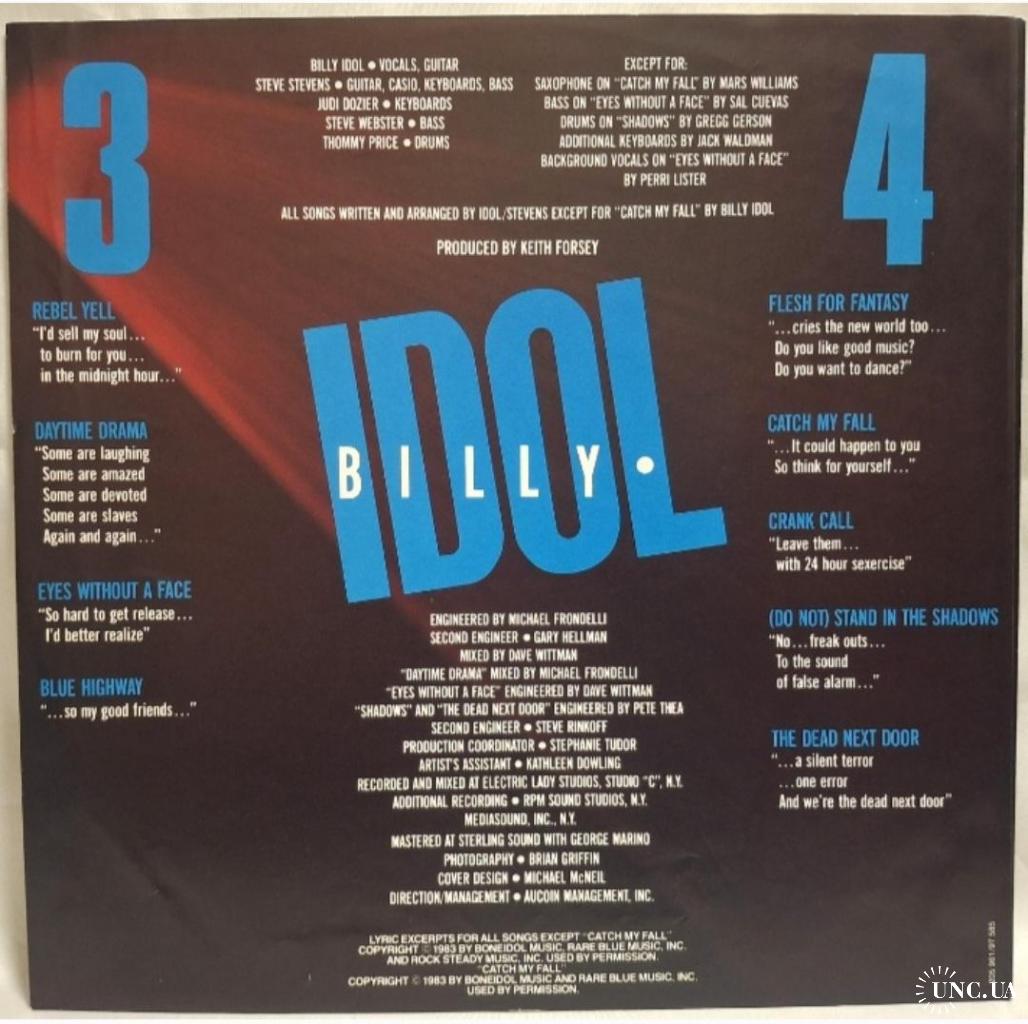 3
4
BILLY IDOL • VOCALS, GUITAR
STEVE STEVENS • GUITAR, CASIO, KEYBOARDS, BASS
JUDI DOZIER • KEYBOARDS
STEVE WEBSTER • BASS
THOMMY PRICE • DRUMS
EXCEPT FOR:
SAXOPHONE ON "CATCH MY FALL" BY MARS WILLIAMS
BASS ON "EYES WITHOUT A FACE" BY SAL CUEVAS
DRUMS ON "SHADOWS" BY GREGG GERSON
ADDITIONAL KEYBOARDS BY JACK WALDMAN
BACKGROUND VOCALS ON "EYES WITHOUT A FACE"
BY PERRI LISTER
ALL SONGS WRITTEN AND ARRANGED BY IDOL/STEVENS EXCEPT FOR "CATCH MY FALL" BY BILLY IDOL
PRODUCED BY KEITH FORSEY
REBEL YELL
"I'd sell my soul...
to burn for you...
in the midnight hour..."
DAYTIME DRAMA
"Some are laughing
Some are amazed
Some are devoted
Some are slaves
Again and again..."
EYES WITHOUT A FACE
"So hard to get release...
I'd better realize"
BLUE HIGHWAY
"...so my good friends..."
IDOL
BILLY •
FLESH FOR FANTASY
"...cries the new world too...
Do you like good music?
Do you want to dance?"
CATCH MY FALL
"...It could happen to you
So think for yourself..."
CRANK CALL
"Leave them...
with 24 hour sexercise"
(DO NOT) STAND IN THE SHADOWS
"No...freak outs...
To the sound
of false alarm..."
THE DEAD NEXT DOOR
"...a silent terror
...one error
And we're the dead next door"
ENGINEERED BY MICHAEL FRONDELLI
SECOND ENGINEER • GARY HELLMAN
MIXED BY DAVE WITTMAN
"DAYTIME DRAMA" MIXED BY MICHAEL FRONDELLI
"EYES WITHOUT A FACE" ENGINEERED BY DAVE WITTMAN
"SHADOWS" AND "THE DEAD NEXT DOOR" ENGINEERED BY PETE THEA
SECOND ENGINEER • STEVE RINKOFF
PRODUCTION COORDINATOR • STEPHANIE TUDOR
ARTIST'S ASSISTANT • KATHLEEN DOWLING
RECORDED AND MIXED AT ELECTRIC LADY STUDIOS, STUDIO "C", N.Y.
ADDITIONAL RECORDING • RPM SOUND STUDIOS, N.Y.
MEDIASOUND, INC., N.Y.
MASTERED AT STERLING SOUND WITH GEORGE MARINO
PHOTOGRAPHY • BRIAN GRIFFIN
COVER DESIGN • MICHAEL McNEIL
DIRECTION/MANAGEMENT • AUCOIN MANAGEMENT, INC.
LYRIC EXCERPTS FOR ALL SONGS EXCEPT "CATCH MY FALL"
COPYRIGHT © 1983 BY BONEIDOL MUSIC, RARE BLUE MUSIC, INC.
AND ROCK STEADY MUSIC, INC. USED BY PERMISSION.
"CATCH MY FALL"
COPYRIGHT © 1983 BY BONEIDOL MUSIC AND RARE BLUE MUSIC, INC.
USED BY PERMISSION.
UNC.UA